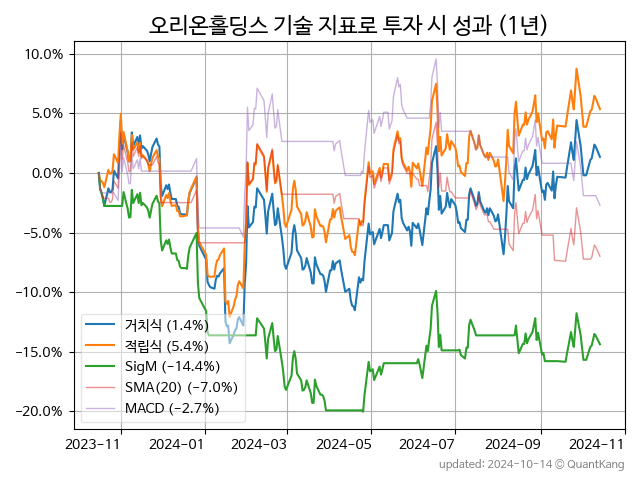 오리온홀딩스 기술 지표로 투자 시 성과 (1년)
10.0%
5.0%
0.0%
−5.0%
−10.0%
−15.0%
−20.0%
거치식 (1.4%)
적립식 (5.4%)
SigM (−14.4%)
SMA(20) (−7.0%)
MACD (−2.7%)
2023-11 2024-01 2024-03 2024-05 2024-07 2024-09 2024-11
updated: 2024-10-14 © QuantKang